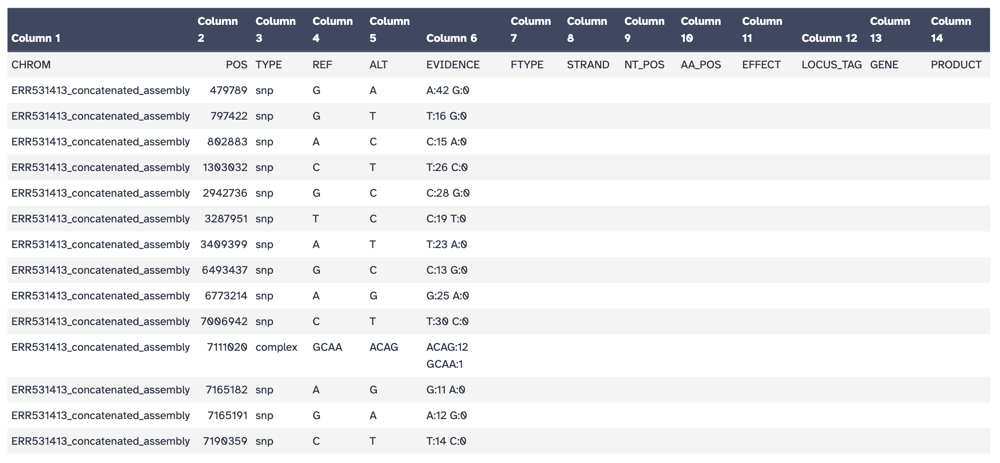 Column 1 Column 2 Column 3 Column 4 Column 5 Column 6 Column 7 Column 8 Column 9 Column 10 Column 11 Column 12 Column 13 Column 14
CHROM POS TYPE REF ALT EVIDENCE FTYPE STRAND NT_POS AA_POS EFFECT LOCUS_TAG GENE PRODUCT
ERR531413_concatenated_assembly 479789 snp G A A:42 G:0
ERR531413_concatenated_assembly 797422 snp G T T:16 G:0
ERR531413_concatenated_assembly 802883 snp A C C:15 A:0
ERR531413_concatenated_assembly 1303032 snp C T T:26 C:0
ERR531413_concatenated_assembly 2942736 snp G C C:28 G:0
ERR531413_concatenated_assembly 3287951 snp T C C:19 T:0
ERR531413_concatenated_assembly 3409399 snp A T T:23 A:0
ERR531413_concatenated_assembly 6493437 snp G C C:13 G:0
ERR531413_concatenated_assembly 6773214 snp A G G:25 A:0
ERR531413_concatenated_assembly 7006942 snp C T T:30 C:0
ERR531413_concatenated_assembly 7111020 complex GCAA ACAG ACAG:12
GCAA:1
ERR531413_concatenated_assembly 7165182 snp A G G:11 A:0
ERR531413_concatenated_assembly 7165191 snp G A A:12 G:0
ERR531413_concatenated_assembly 7190359 snp C T T:14 C:0